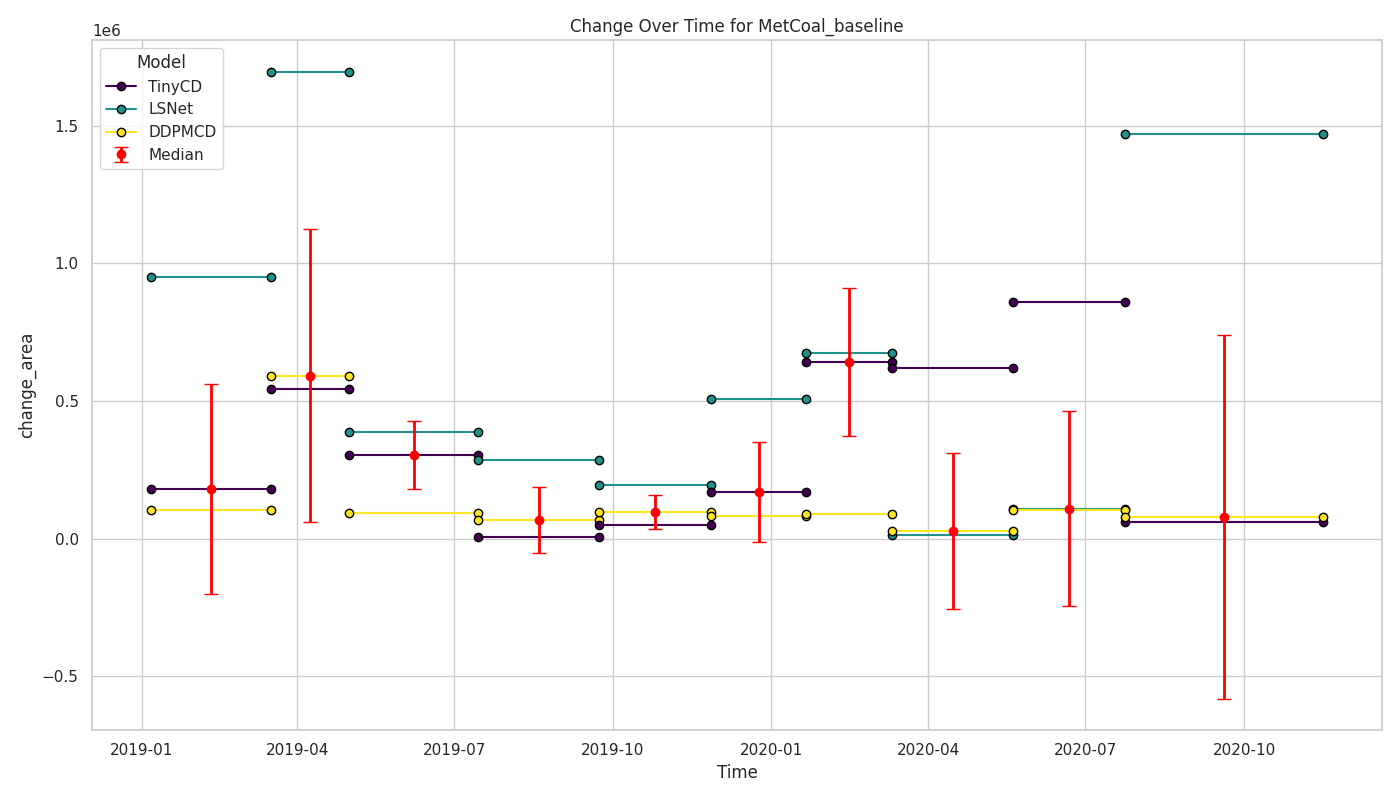 Change Over Time for MetCoal_baseline
1e6
Model
TinyCD
LSNet
DDPMCD
Median
1.5
1.0
0.5
0.0
−0.5
change_area
2019-01
2019-04
2019-07
2019-10
2020-01
2020-04
2020-07
2020-10
Time